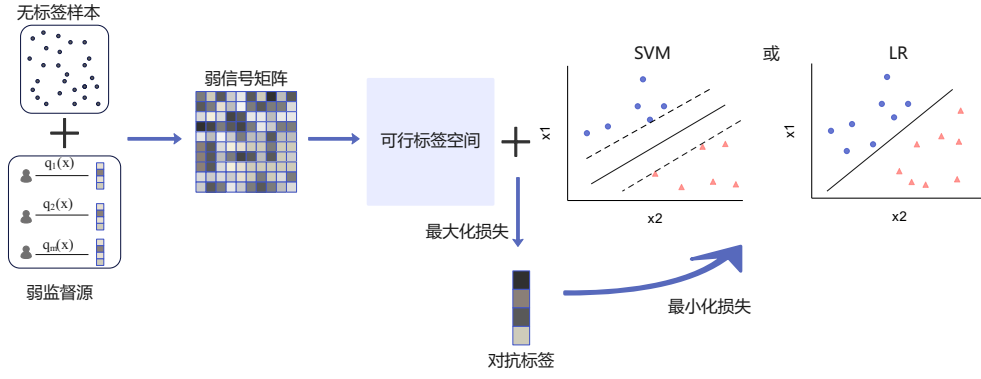 无标签样本
q₁(x)
q₂(x)
qₘ(x)
弱监督源
弱信号矩阵
可行标签空间
最大化损失
对抗标签
最小化损失
SVM
x1
x2
或
LR
x1
x2